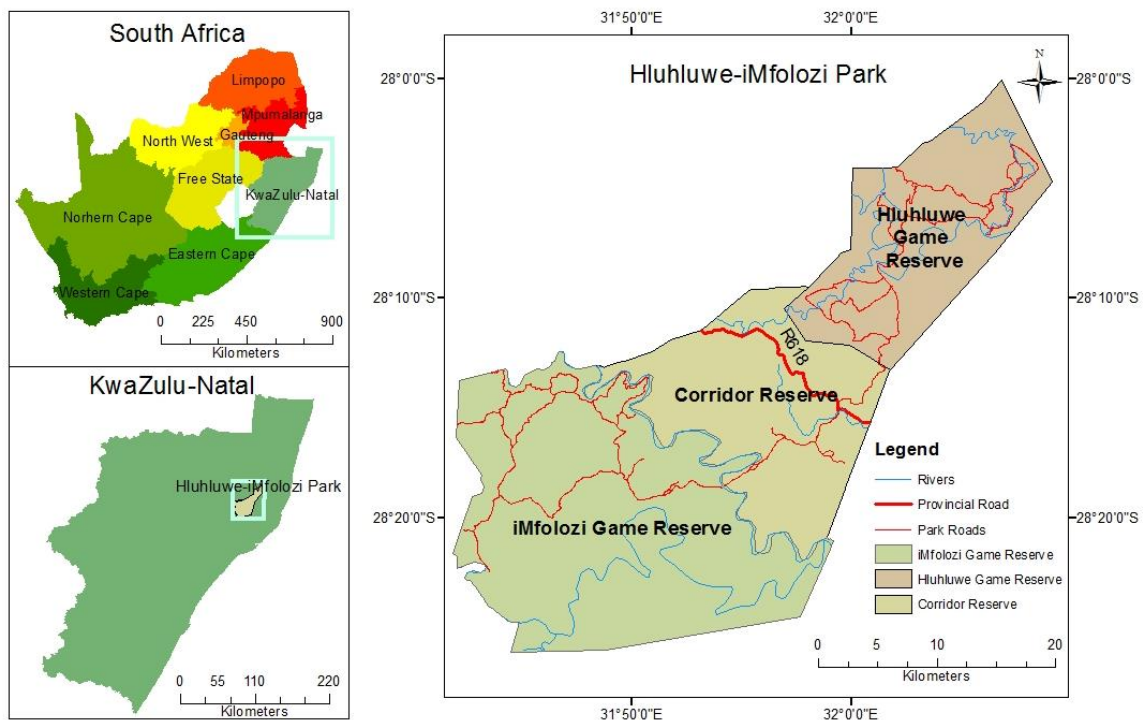 South Africa
Limpopo
Mpumalanga
Gauteng
North West
Free State
KwaZulu-Natal
Norhern Cape
Eastern Cape
Western Cape
0 225 450 900
Kilometers
KwaZulu-Natal
Hluhluwe-iMfolozi Park
0 55 110 220
Kilometers
31°50'0"E 32°0'0"E
28°0'0"S 28°0'0"S
Hluhluwe-iMfolozi Park
N
Hluhluwe
Game
Reserve
28°10'0"S 28°10'0"S
R618
Corridor Reserve
iMfolozi Game Reserve
28°20'0"S 28°20'0"S
Legend
Rivers
Provincial Road
Park Roads
iMfolozi Game Reserve
Hluhluwe Game Reserve
Corridor Reserve
0 5 10 20
Kilometers
31°50'0"E 32°0'0"E